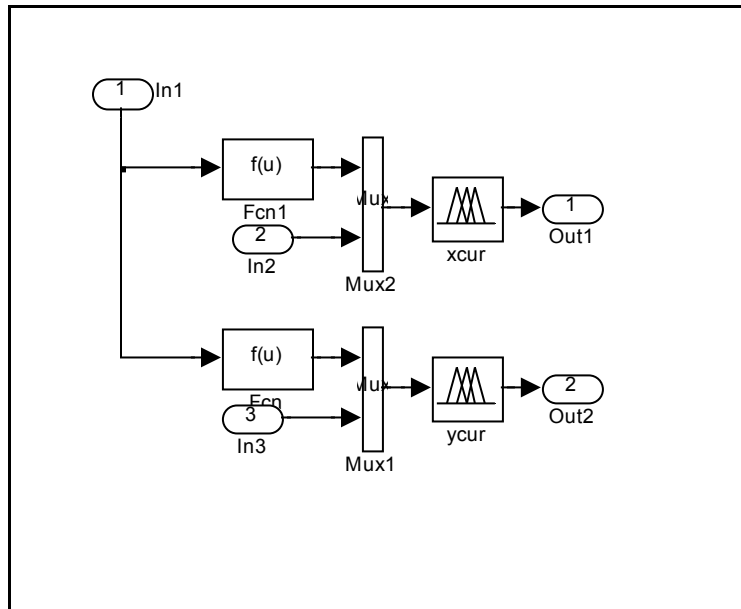 1
In1
f(u)
Fcn1
2
In2
Mux
Mux2
xcur
1
Out1
f(u)
Fcn
3
In3
Mux
Mux1
ycur
2
Out2